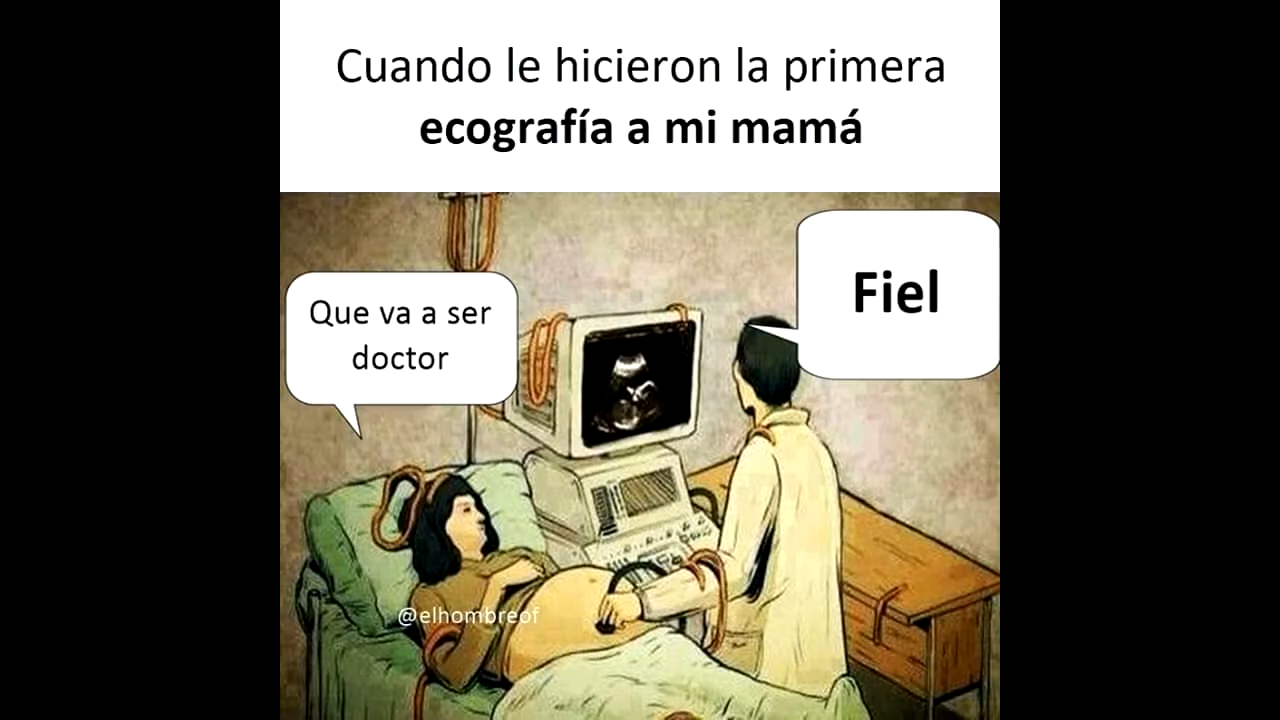 Cuando le hicieron la primera
ecografía a mi mamá
Que va a ser
doctor
Fiel
@elhombreof